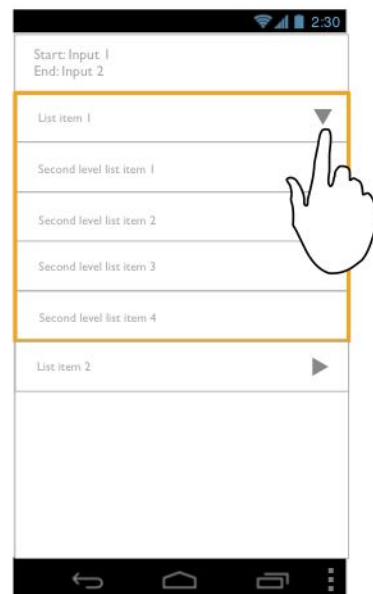 2:30
Start: Input 1
End: Input 2
List item 1
Second level list item 1
Second level list item 2
Second level list item 3
Second level list item 4
List item 2